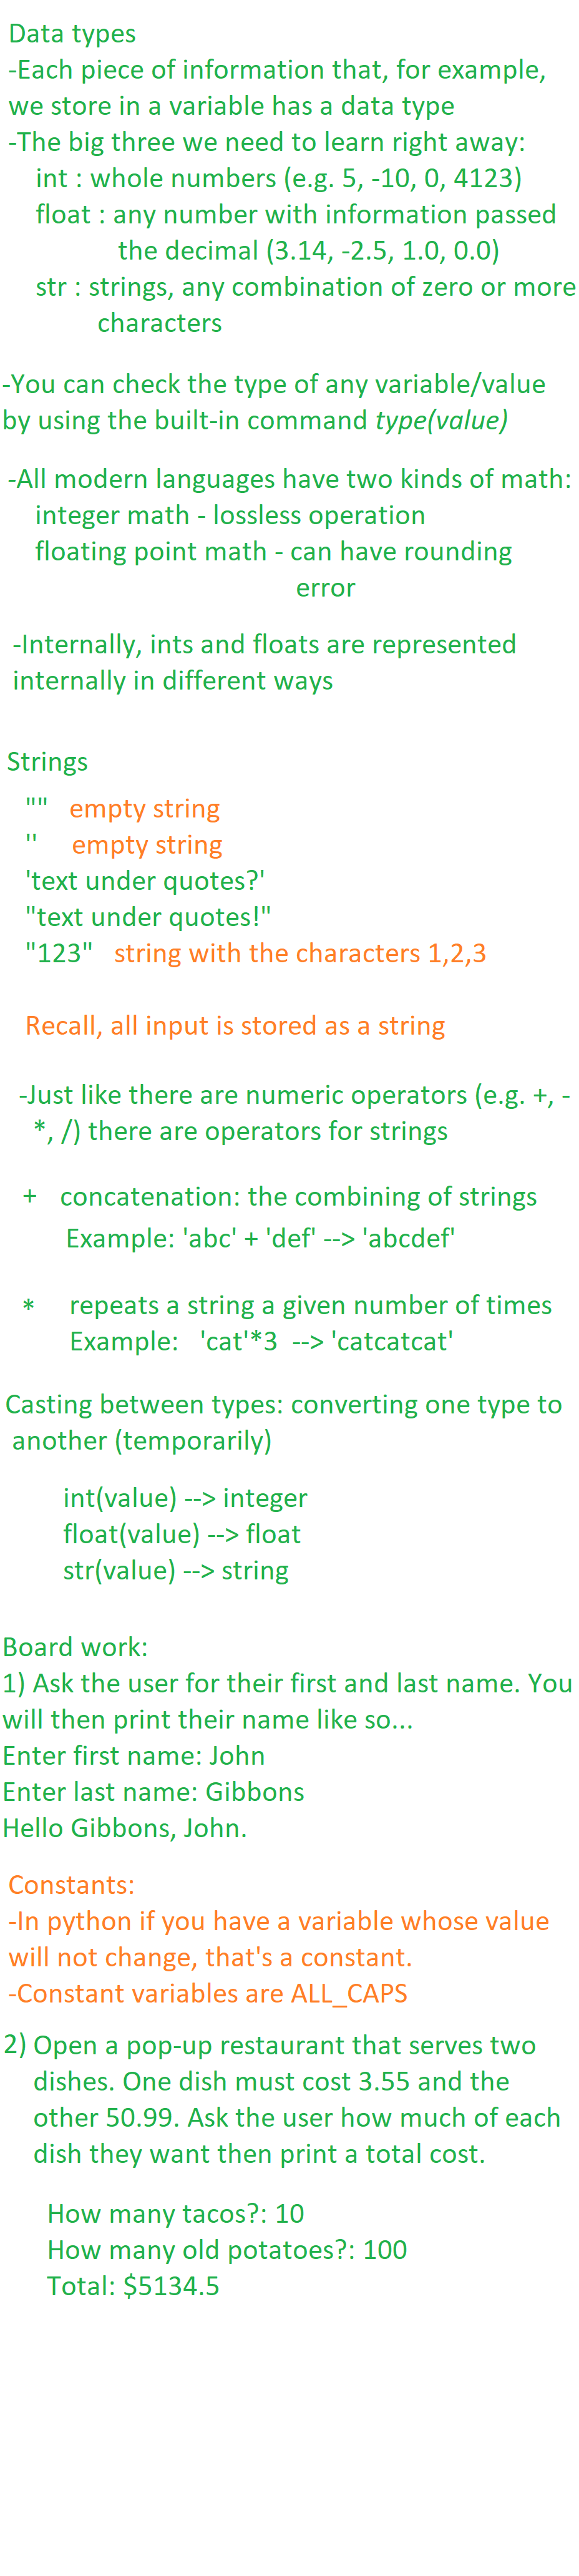 Data types
-Each piece of information that, for example,
we store in a variable has a data type
-The big three we need to learn right away:
int : whole numbers (e.g. 5, -10, 0, 4123)
float : any number with information passed
the decimal (3.14, -2.5, 1.0, 0.0)
str : strings, any combination of zero or more
characters
-You can check the type of any variable/value
by using the built-in command type(value)
-All modern languages have two kinds of math:
integer math - lossless operation
floating point math - can have rounding
error
-Internally, ints and floats are represented
internally in different ways
Strings
"" empty string
'' empty string
'text under quotes?'
"text under quotes!"
"123" string with the characters 1,2,3
Recall, all input is stored as a string
-Just like there are numeric operators (e.g. +, -
*, /) there are operators for strings
+ concatenation: the combining of strings
Example: 'abc' + 'def' --> 'abcdef'
* repeats a string a given number of times
Example: 'cat'*3 --> 'catcatcat'
Casting between types: converting one type to
another (temporarily)
int(value) --> integer
float(value) --> float
str(value) --> string
Board work:
1) Ask the user for their first and last name. You
will then print their name like so...
Enter first name: John
Enter last name: Gibbons
Hello Gibbons, John.
Constants:
-In python if you have a variable whose value
will not change, that's a constant.
-Constant variables are ALL_CAPS
2) Open a pop-up restaurant that serves two
dishes. One dish must cost 3.55 and the
other 50.99. Ask the user how much of each
dish they want then print a total cost.
How many tacos?: 10
How many old potatoes?: 100
Total: $5134.5